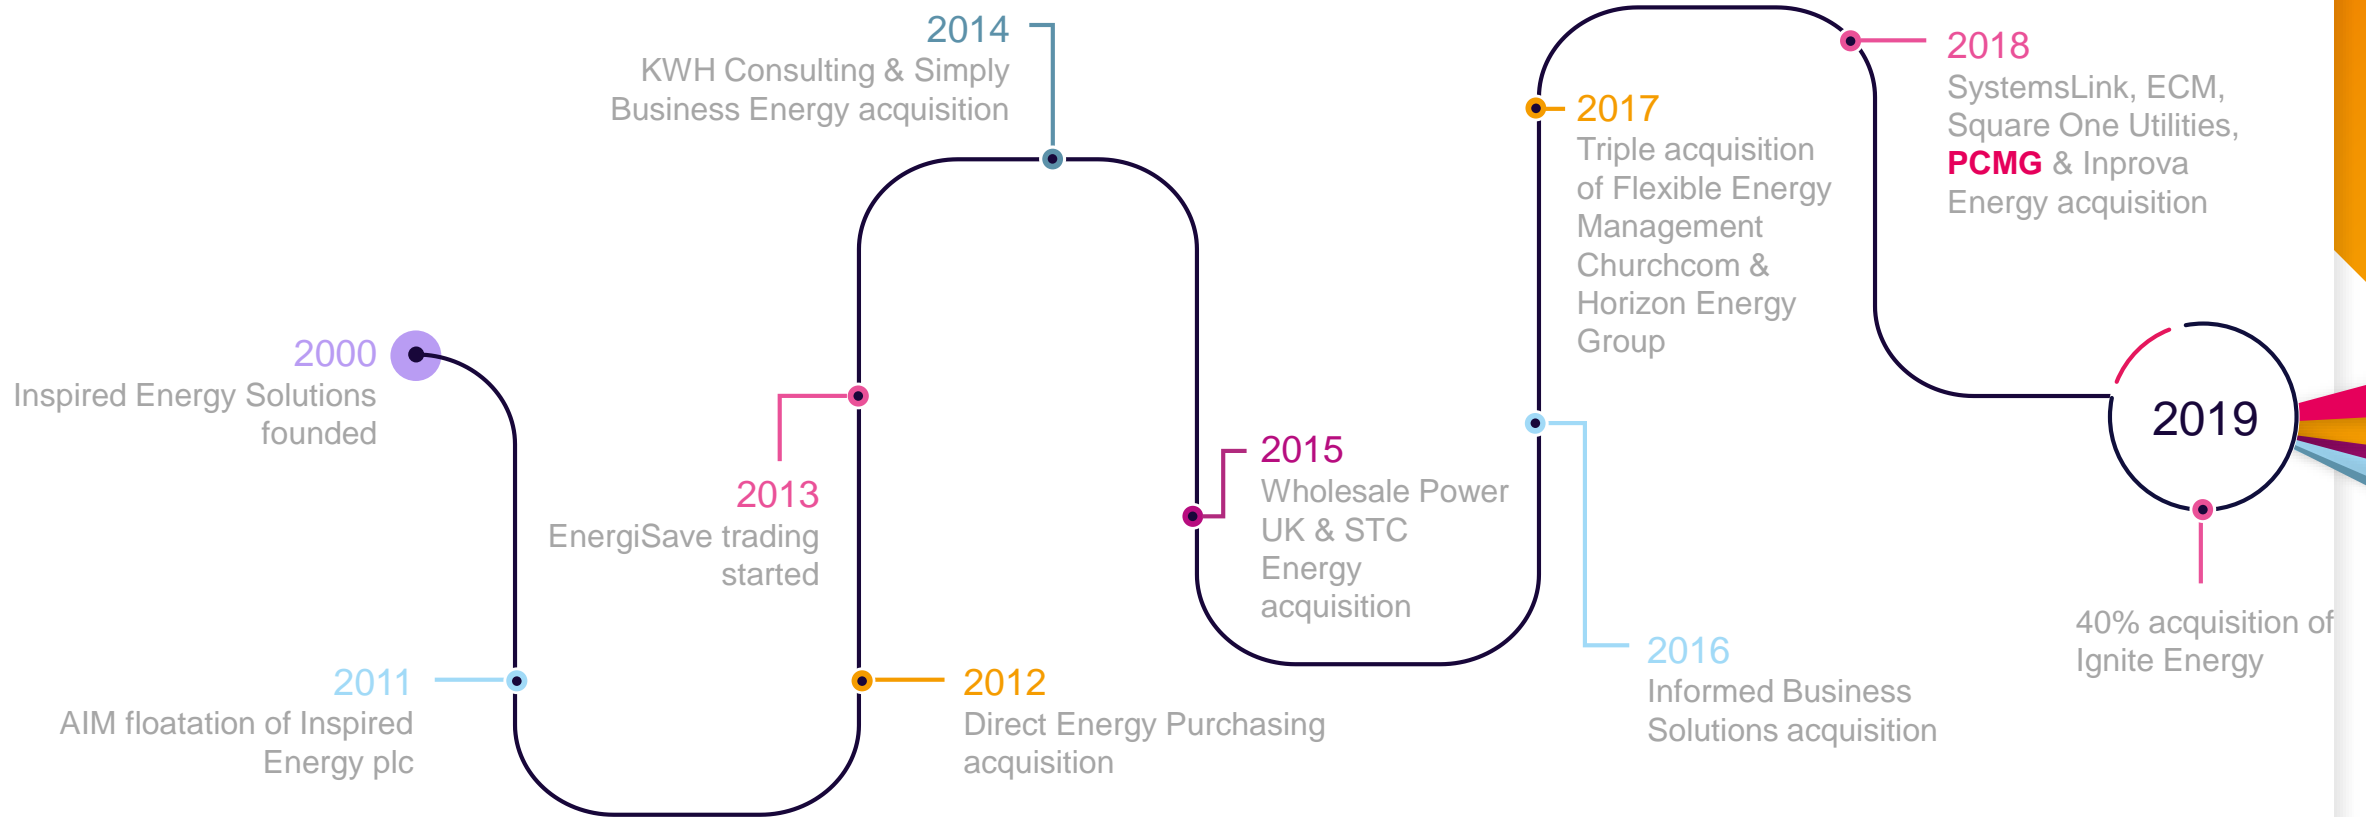 2000
Inspired Energy Solutions
founded
2011
AIM floatation of Inspired
Energy plc
2012
Direct Energy Purchasing
acquisition
2013
EnergiSave trading
started
2014
KWH Consulting & Simply
Business Energy acquisition
2015
Wholesale Power
UK & STC
Energy
acquisition
2016
Informed Business
Solutions acquisition
2017
Triple acquisition
of Flexible Energy
Management
Churchcom &
Horizon Energy
Group
2018
SystemsLink, ECM,
Square One Utilities,
PCMG & Inprova
Energy acquisition
2019
40% acquisition of
Ignite Energy